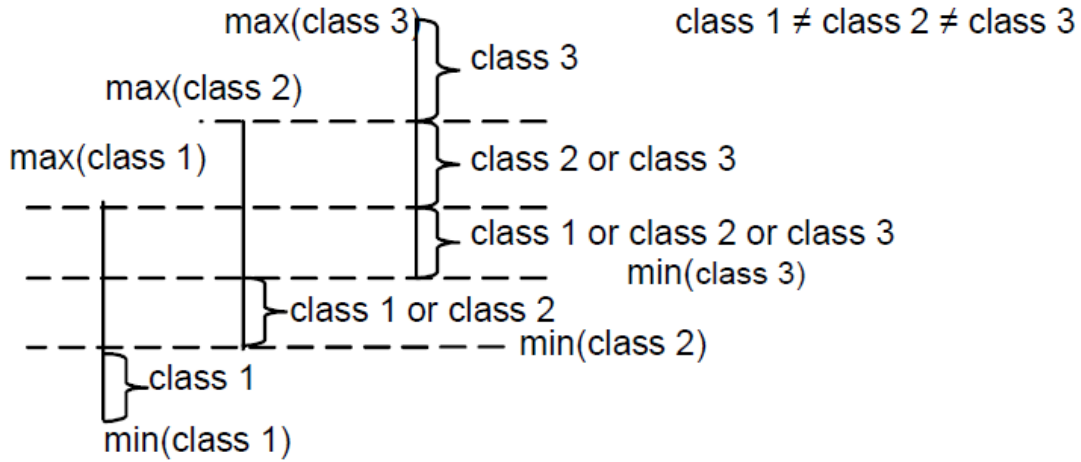 max(class 3) class 1 ≠ class 2 ≠ class 3
class 3
max(class 2)
max(class 1) class 2 or class 3
class 1 or class 2 or class 3
min(class 3)
class 1 or class 2
min(class 2)
class 1
min(class 1)